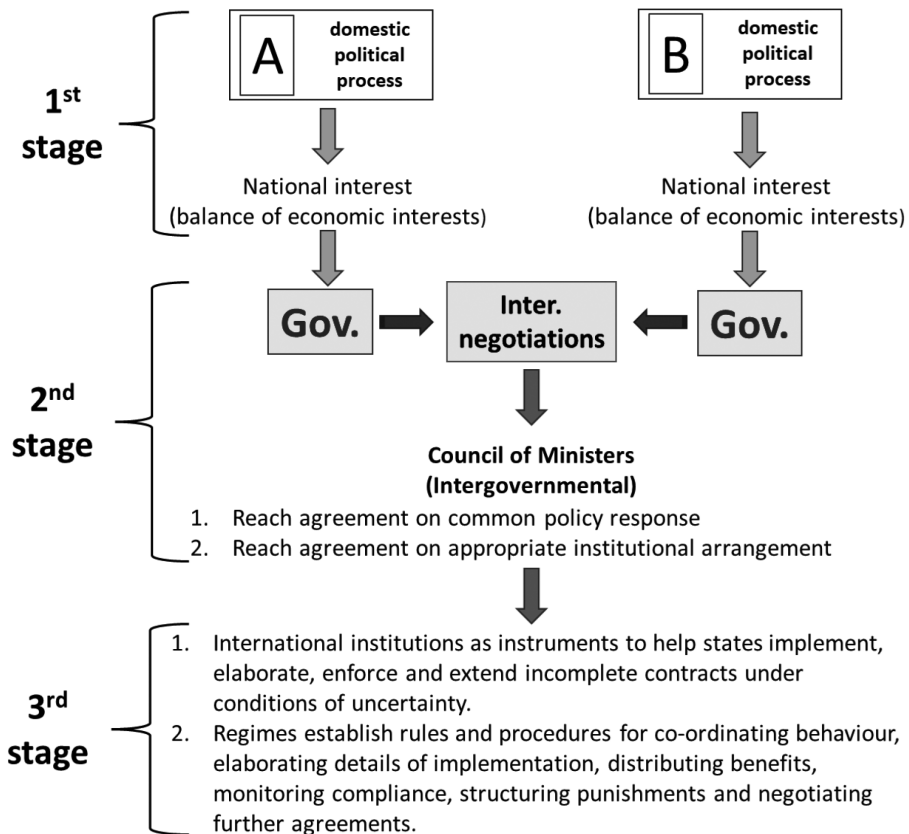 1st
stage
A
domestic
political
process
B
domestic
political
process
National interest
(balance of economic interests)
National interest
(balance of economic interests)
2nd
stage
Gov.
Inter.
negotiations
Gov.
Council of Ministers
(Intergovernmental)
1. Reach agreement on common policy response
2. Reach agreement on appropriate institutional arrangement
3rd
stage
1. International institutions as instruments to help states implement,
elaborate, enforce and extend incomplete contracts under
conditions of uncertainty.
2. Regimes establish rules and procedures for co-ordinating behaviour,
elaborating details of implementation, distributing benefits,
monitoring compliance, structuring punishments and negotiating
further agreements.